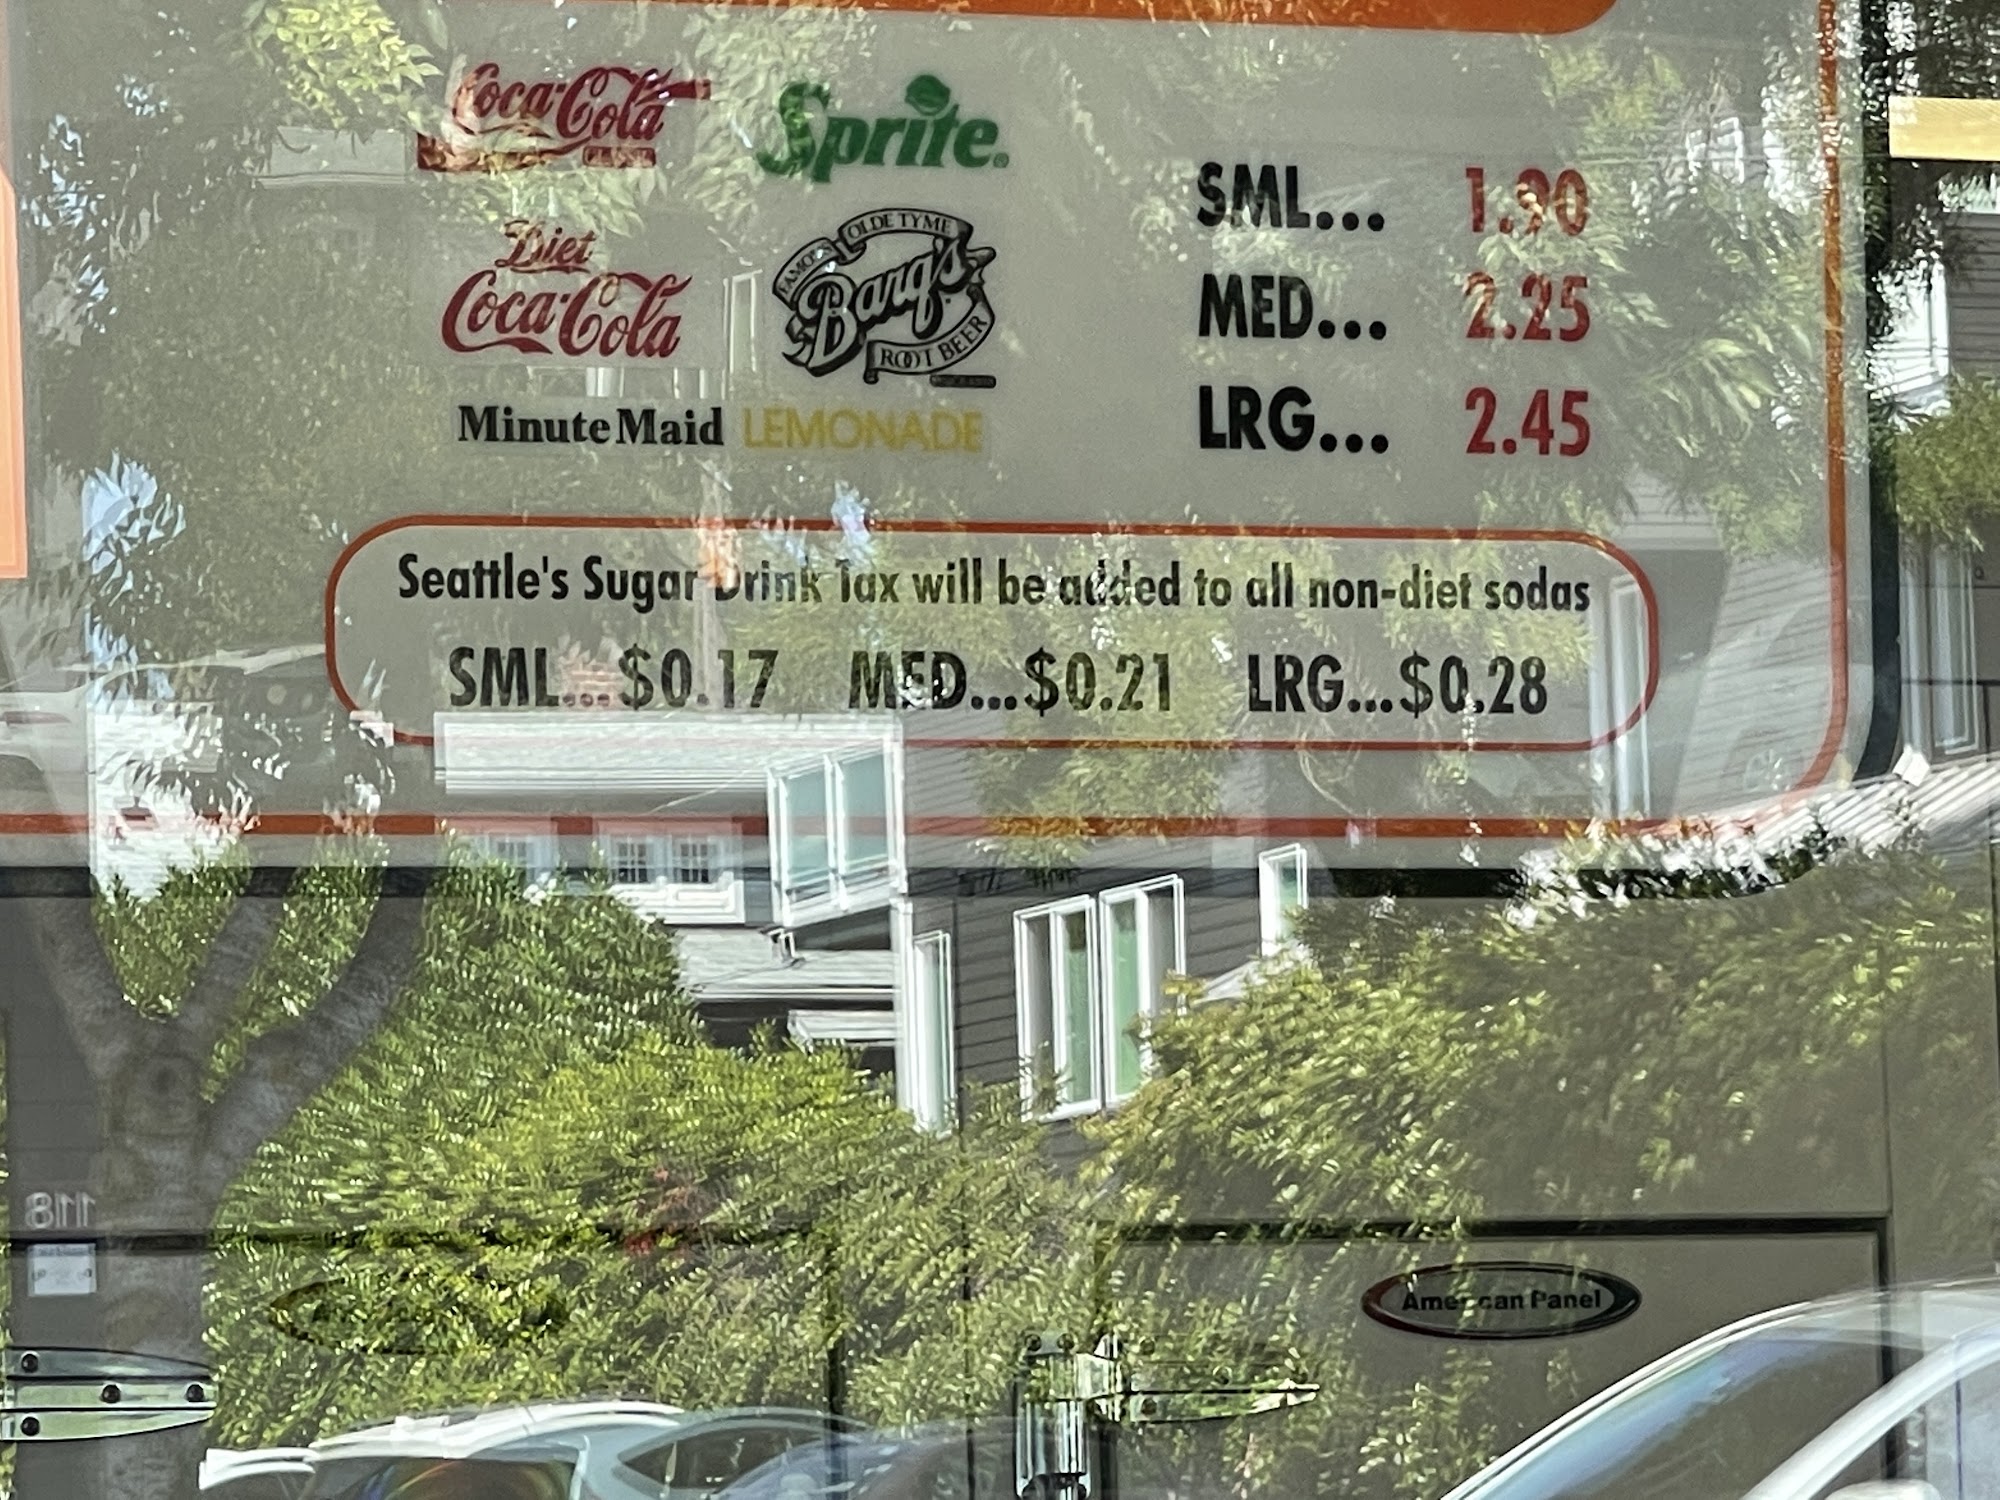 Coca-Cola
CLASSIC
Sprite
SML... 1.90
Diet
Coca-Cola
FAMOUS OLDE TYME
Barq's
ROOT BEER
MED... 2.25
Minute Maid LEMONADE
LRG... 2.45
Seattle's Sugar Drink Tax will be added to all non-diet sodas
SML...$0.17 MED...$0.21 LRG...$0.28
118
American Panel